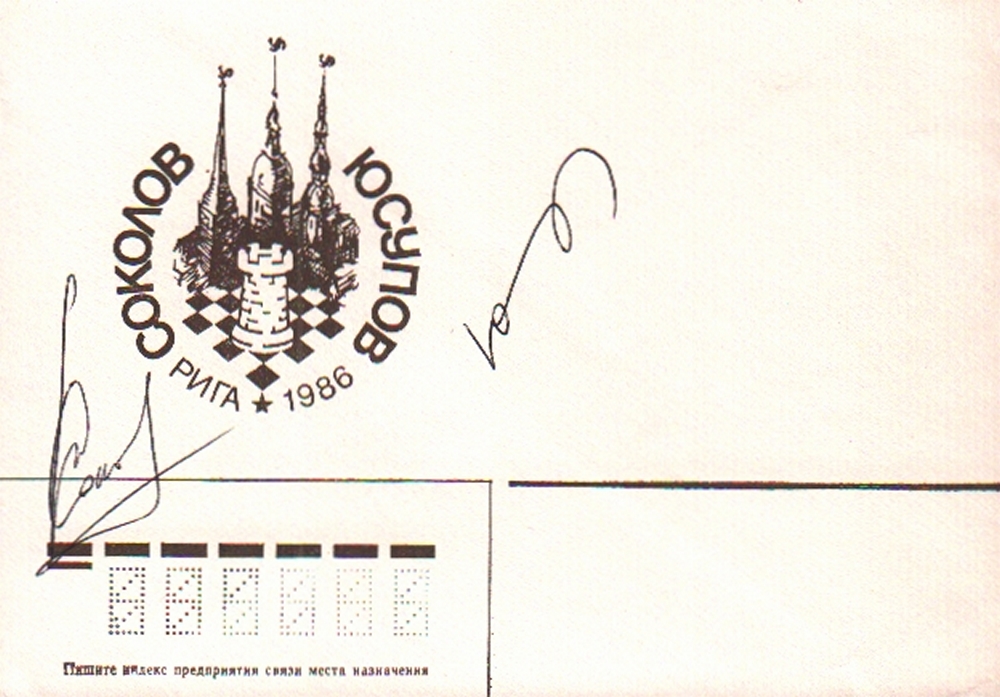 СОКОЛОВ
ЮСУПОВ
РИГА ★ 1986
Пишите индекс предприятия связи места назначения